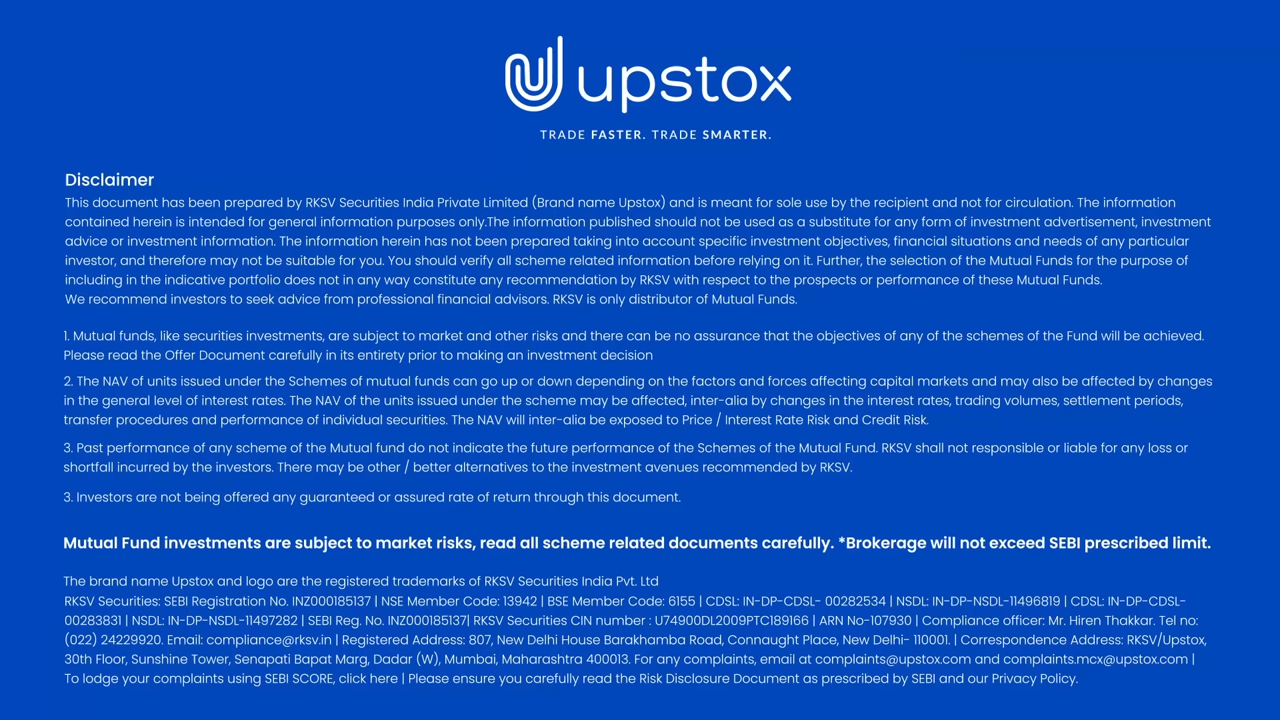 upstox
TRADE FASTER. TRADE SMARTER.
Disclaimer
This document has been prepared by RKSV Securities India Private Limited (Brand name Upstox) and is meant for sole use by the recipient and not for circulation. The information
contained herein is intended for general information purposes only.The information published should not be used as a substitute for any form of investment advertisement, investment
advice or investment information. The information herein has not been prepared taking into account specific investment objectives, financial situations and needs of any particular
investor, and therefore may not be suitable for you. You should verify all scheme related information before relying on it. Further, the selection of the Mutual Funds for the purpose of
including in the indicative portfolio does not in any way constitute any recommendation by RKSV with respect to the prospects or performance of these Mutual Funds.
We recommend investors to seek advice from professional financial advisors. RKSV is only distributor of Mutual Funds.
1. Mutual funds, like securities investments, are subject to market and other risks and there can be no assurance that the objectives of any of the schemes of the Fund will be achieved.
Please read the Offer Document carefully in its entirety prior to making an investment decision
2. The NAV of units issued under the Schemes of mutual funds can go up or down depending on the factors and forces affecting capital markets and may also be affected by changes
in the general level of interest rates. The NAV of the units issued under the scheme may be affected, inter-alia by changes in the interest rates, trading volumes, settlement periods,
transfer procedures and performance of individual securities. The NAV will inter-alia be exposed to Price / Interest Rate Risk and Credit Risk.
3. Past performance of any scheme of the Mutual fund do not indicate the future performance of the Schemes of the Mutual Fund. RKSV shall not responsible or liable for any loss or
shortfall incurred by the investors. There may be other / better alternatives to the investment avenues recommended by RKSV.
3. Investors are not being offered any guaranteed or assured rate of return through this document.
Mutual Fund investments are subject to market risks, read all scheme related documents carefully. *Brokerage will not exceed SEBI prescribed limit.
The brand name Upstox and logo are the registered trademarks of RKSV Securities India Pvt. Ltd
RKSV Securities: SEBI Registration No. INZ000185137 | NSE Member Code: 13942 | BSE Member Code: 6155 | CDSL: IN-DP-CDSL- 00282534 | NSDL: IN-DP-NSDL-11496819 | CDSL: IN-DP-CDSL-
00283831 | NSDL: IN-DP-NSDL-11497282 | SEBI Reg. No. INZ000185137| RKSV Securities CIN number : U74900DL2009PTC189166 | ARN No-107930 | Compliance officer: Mr. Hiren Thakkar. Tel no:
(022) 24229920. Email: compliance@rksv.in | Registered Address: 807, New Delhi House Barakhamba Road, Connaught Place, New Delhi- 110001. | Correspondence Address: RKSV/Upstox,
30th Floor, Sunshine Tower, Senapati Bapat Marg, Dadar (W), Mumbai, Maharashtra 400013. For any complaints, email at complaints@upstox.com and complaints.mcx@upstox.com |
To lodge your complaints using SEBI SCORE, click here | Please ensure you carefully read the Risk Disclosure Document as prescribed by SEBI and our Privacy Policy.